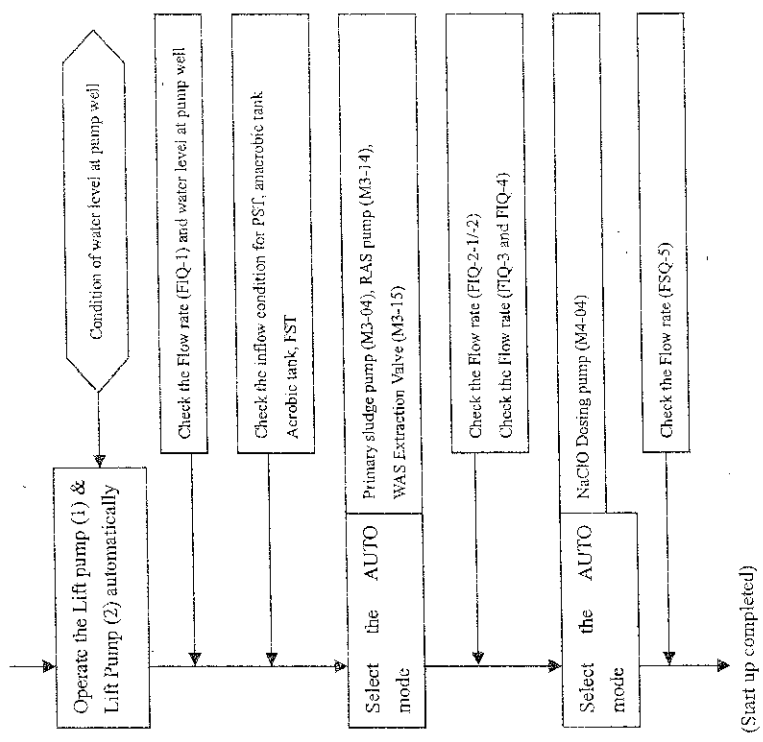 Condition of water level at pump well
Operate the Lift pump (1) &
Lift Pump (2) automatically
Check the Flow rate (FIQ-1) and water level at pump well
Check the inflow condition for PST, anaerobic tank
Aerobic tank, FST
Select the AUTO
mode
Primary sludge pump (M3-04), RAS pump (M3-14),
WAS Extraction Valve (M3-15)
Check the Flow rate (FIQ-2-1/-2)
Check the Flow rate (FIQ-3 and FIQ-4)
Select the AUTO
mode
NaClO Dosing pump (M4-04)
Check the Flow rate (FSQ-5)
(Start up completed)